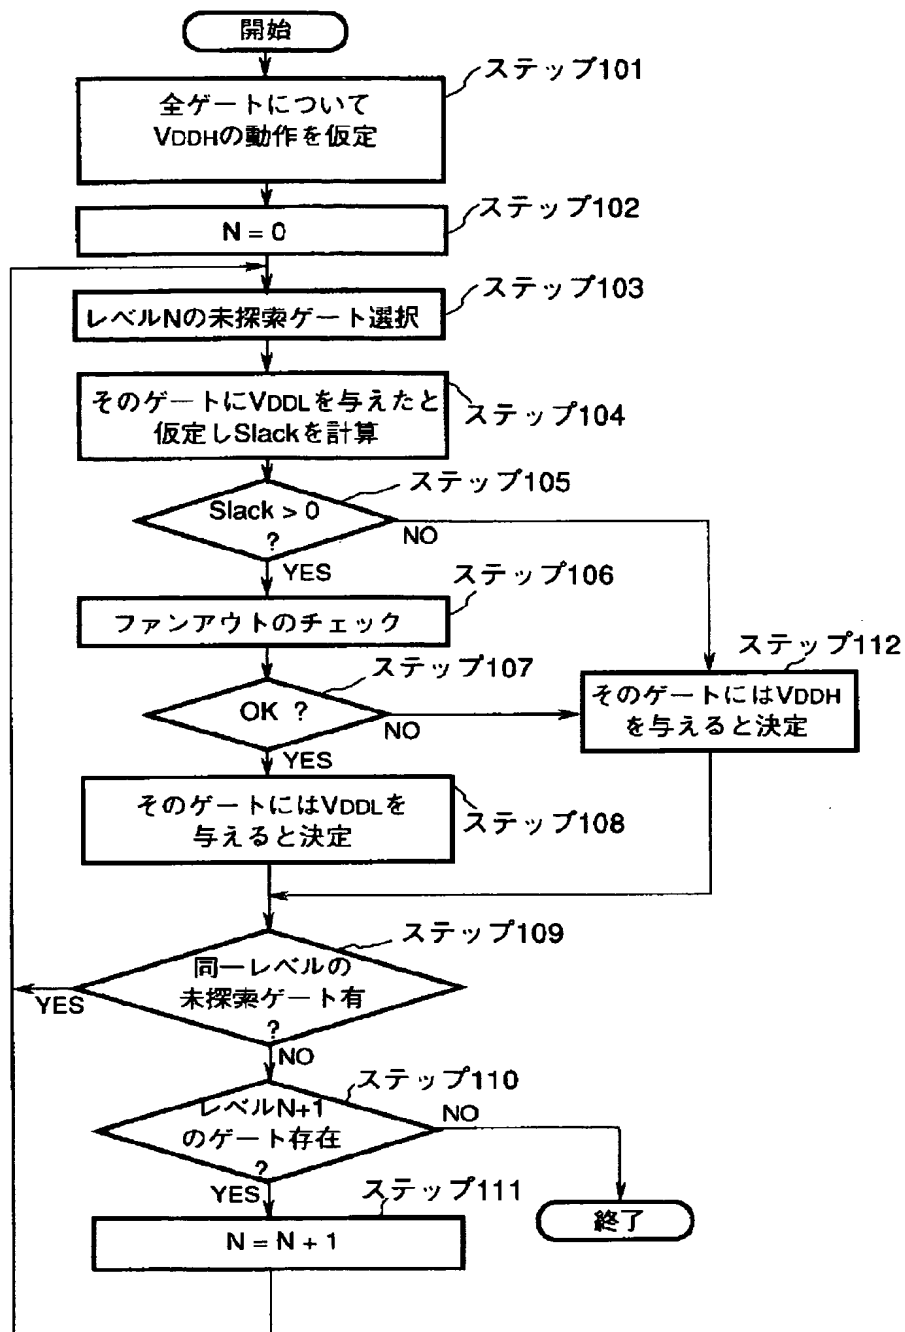 開始
ステップ101
全ゲートについて
VDDHの動作を仮定
ステップ102
N = 0
ステップ103
レベルNの未探索ゲート選択
そのゲートにVDDLを与えたと
仮定しSlackを計算
ステップ104
ステップ105
Slack > 0
?
NO
YES
ステップ106
ファンアウトのチェック
ステップ107
OK ?
NO
YES
ステップ112
そのゲートにはVDDH
を与えると決定
そのゲートにはVDDLを
与えると決定
ステップ108
ステップ109
同一レベルの
未探索ゲート有
?
YES
NO
ステップ110
レベルN+1
のゲート存在
?
NO
YES
ステップ111
N = N + 1
終了